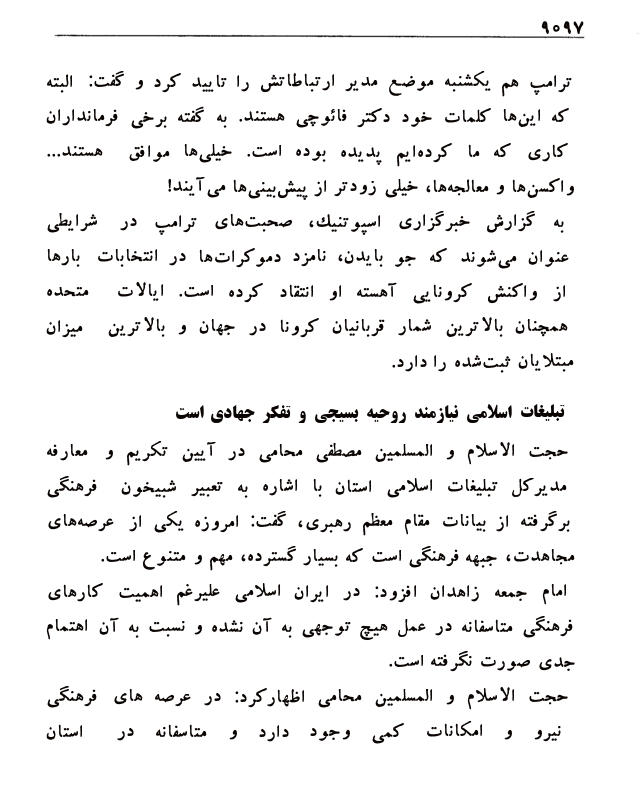 ۹۰۹۷
ترامپ هم یکشنبه موضع مدیر ارتباطاتش را تایید کرد و گفت: البته
که این‌ها کلمات خود دکتر فائوچی هستند. به گفته برخی فرمانداران
کاری که ما کرده‌ایم پدیده بوده است. خیلی‌ها موافق هستند...
واکسن‌ها و معالجه‌ها، خیلی زودتر از پیش‌بینی‌ها می‌آیند!
به گزارش خبرگزاری اسپوتنیك، صحبت‌های ترامپ در شرایطی
عنوان می‌شوند که جو بایدن، نامزد دموکرات‌ها در انتخابات بارها
از واکنش کرونایی آهسته او انتقاد کرده است. ایالات متحده
همچنان بالاترین شمار قربانیان کرونا در جهان و بالاترین میزان
مبتلایان ثبت‌شده را دارد.
تبلیغات اسلامی نیازمند روحیه بسیجی و تفکر جهادی است
حجت الاسلام و المسلمین مصطفی محامی در آیین تکریم و معارفه
مدیرکل تبلیغات اسلامی استان با اشاره به تعبیر شبیخون فرهنگی
برگرفته از بیانات مقام معظم رهبری، گفت: امروزه یکی از عرصه‌های
مجاهدت، جبهه فرهنگی است که بسیار گسترده، مهم و متنوع است.
امام جمعه زاهدان افزود: در ایران اسلامی علیرغم اهمیت کارهای
فرهنگی متاسفانه در عمل هیچ توجهی به آن نشده و نسبت به آن اهتمام
جدی صورت نگرفته است.
حجت الاسلام و المسلمین محامی اظهارکرد: در عرصه های فرهنگی
نیرو و امکانات کمی وجود دارد و متاسفانه در استان